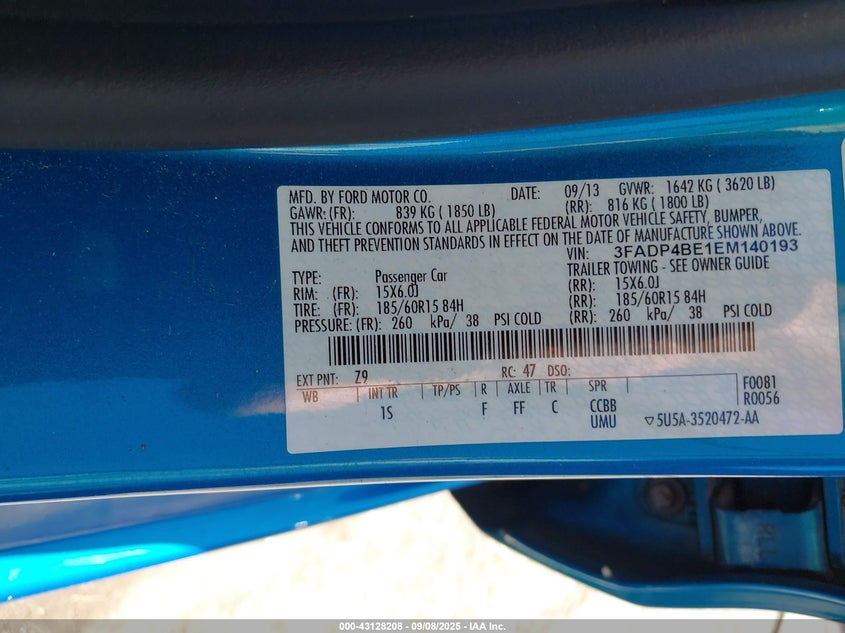 MFD. BY FORD MOTOR CO. DATE: 09/13 GVWR: 1642 KG ( 3620 LB)
GAWR: (FR): 839 KG ( 1850 LB) (RR): 816 KG ( 1800 LB)
THIS VEHICLE CONFORMS TO ALL APPLICABLE FEDERAL MOTOR VEHICLE SAFETY, BUMPER,
AND THEFT PREVENTION STANDARDS IN EFFECT ON THE DATE OF MANUFACTURE SHOWN ABOVE.
VIN: 3FADP4BE1EM140193
TYPE: Passenger Car TRAILER TOWING - SEE OWNER GUIDE
RIM: (FR): 15X6.0J (RR): 15X6.0J
TIRE: (FR): 185/60R15 84H (RR): 185/60R15 84H
PRESSURE: (FR): 260 kPa/ 38 PSI COLD (RR): 260 kPa/ 38 PSI COLD
EXT PNT: Z9 RC: 47 DSO: F0081
WB INT TR TP/PS R AXLE TR SPR R0056
1S F FF C CCBB
UMU ▽5U5A-3520472-AA
000-43128208 - 09/08/2025 - IAA Inc.